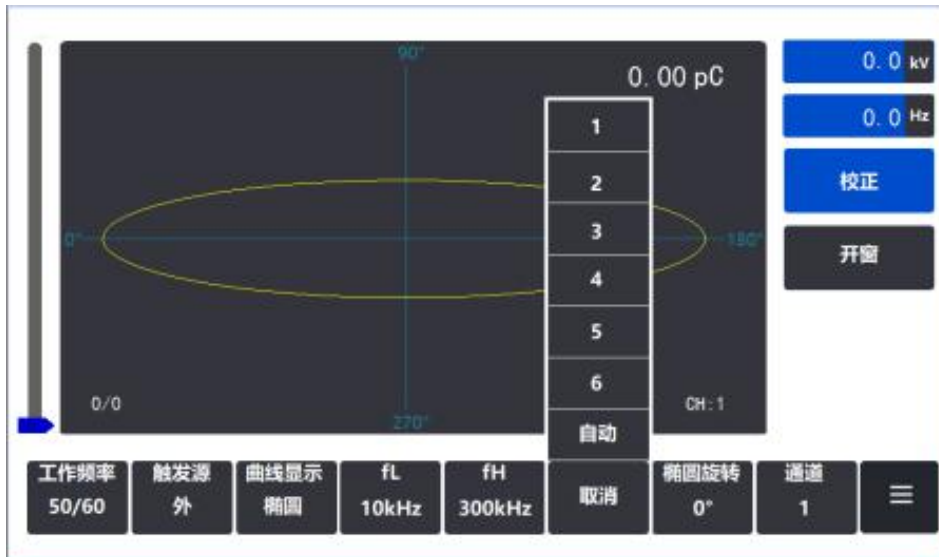 90°
0. 00 pC
0. 0 kV
0. 0 Hz
校正
开窗
0°
180°
1
2
3
4
5
6
自动
取消
0/0
270°
CH:1
工作频率
50/60
触发源
外
曲线显示
椭圆
fL
10kHz
fH
300kHz
椭圆旋转
0°
通道
1